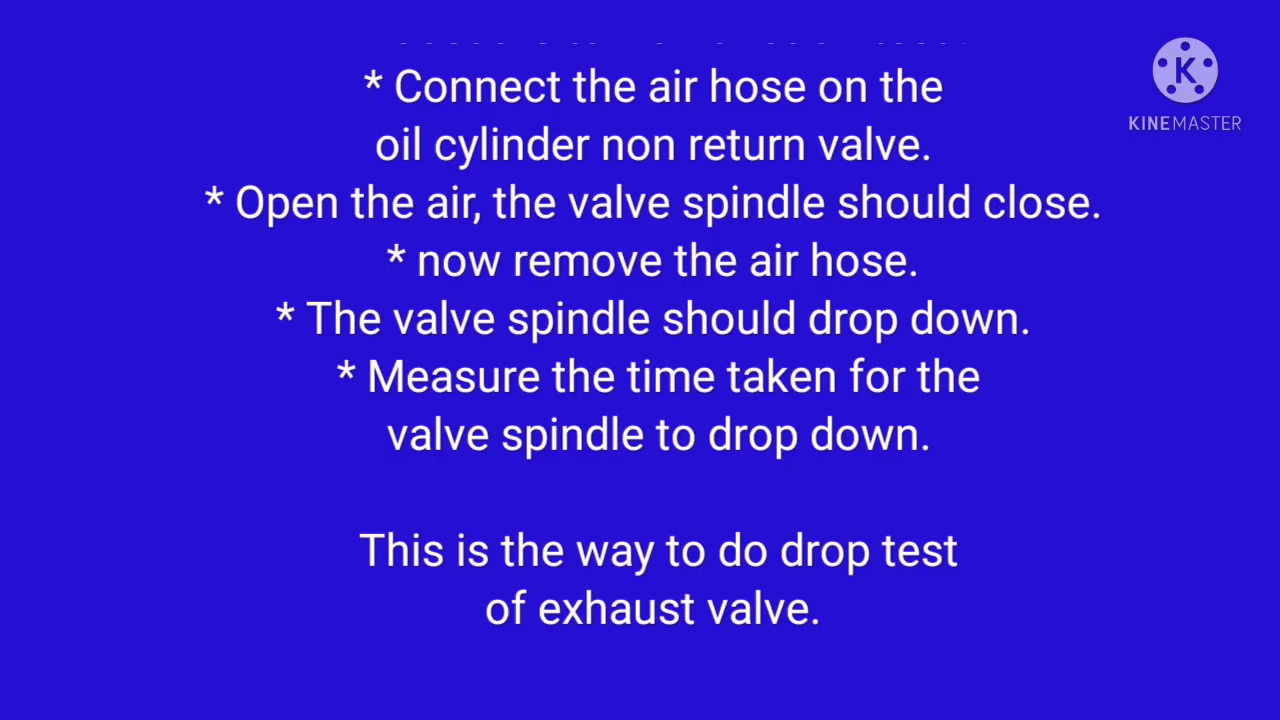 * Connect the air hose on the
oil cylinder non return valve.
* Open the air, the valve spindle should close.
* now remove the air hose.
* The valve spindle should drop down.
* Measure the time taken for the
valve spindle to drop down.
This is the way to do drop test
of exhaust valve.
K
KINEMASTER